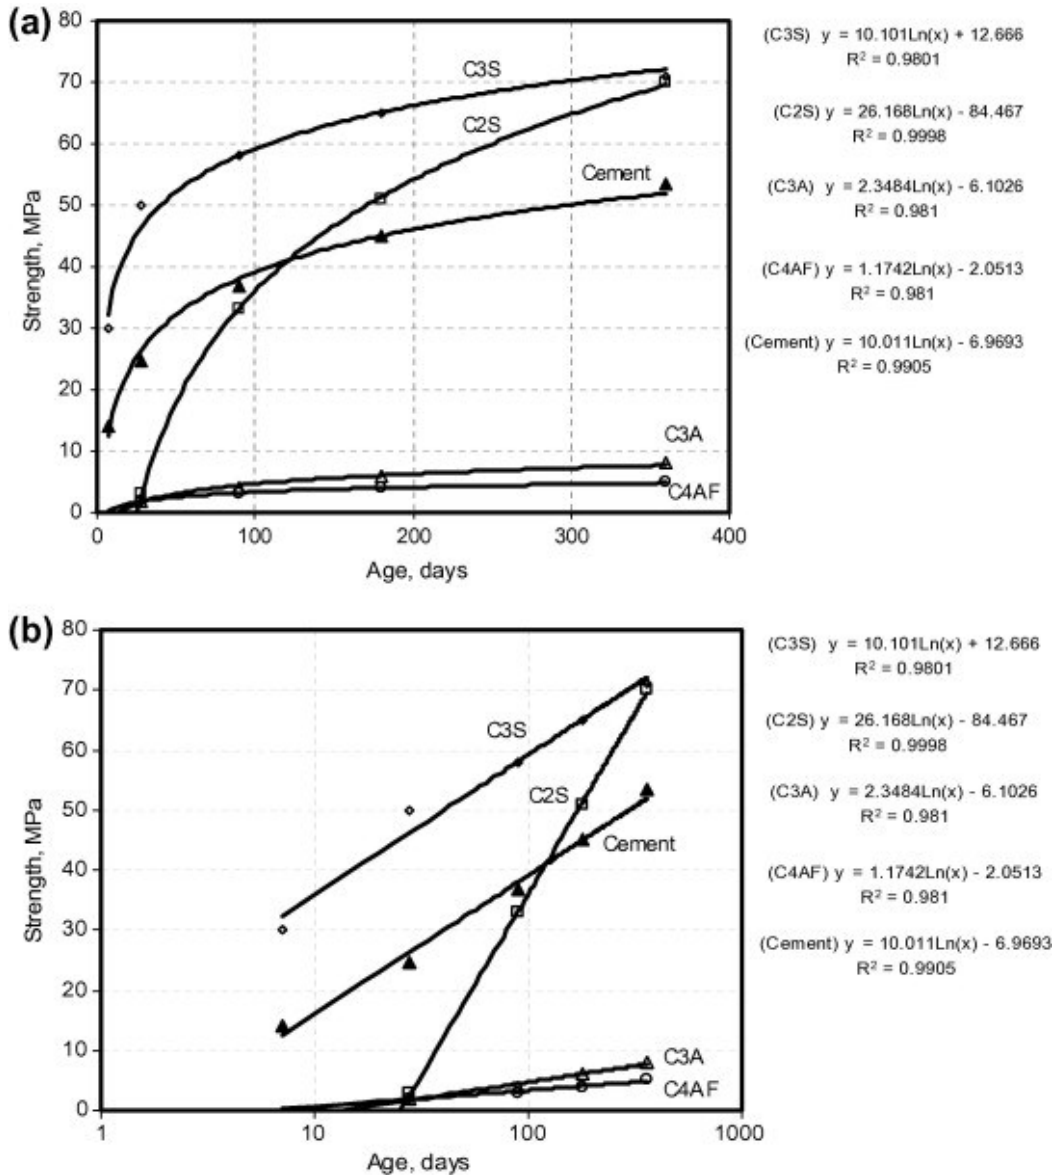 (a)
80
70
60
50
40
30
20
10
0
Strength, MPa
C3S
C2S
Cement
C3A
C4AF
0 100 200 300 400
Age, days
(C3S) y = 10.101Ln(x) + 12.666
R² = 0.9801
(C2S) y = 26.168Ln(x) - 84.467
R² = 0.9998
(C3A) y = 2.3484Ln(x) - 6.1026
R² = 0.981
(C4AF) y = 1.1742Ln(x) - 2.0513
R² = 0.981
(Cement) y = 10.011Ln(x) - 6.9693
R² = 0.9905
(b)
80
70
60
50
40
30
20
10
0
Strength, MPa
C3S
C2S
Cement
C3A
C4AF
1 10 100 1000
Age, days
(C3S) y = 10.101Ln(x) + 12.666
R² = 0.9801
(C2S) y = 26.168Ln(x) - 84.467
R² = 0.9998
(C3A) y = 2.3484Ln(x) - 6.1026
R² = 0.981
(C4AF) y = 1.1742Ln(x) - 2.0513
R² = 0.981
(Cement) y = 10.011Ln(x) - 6.9693
R² = 0.9905